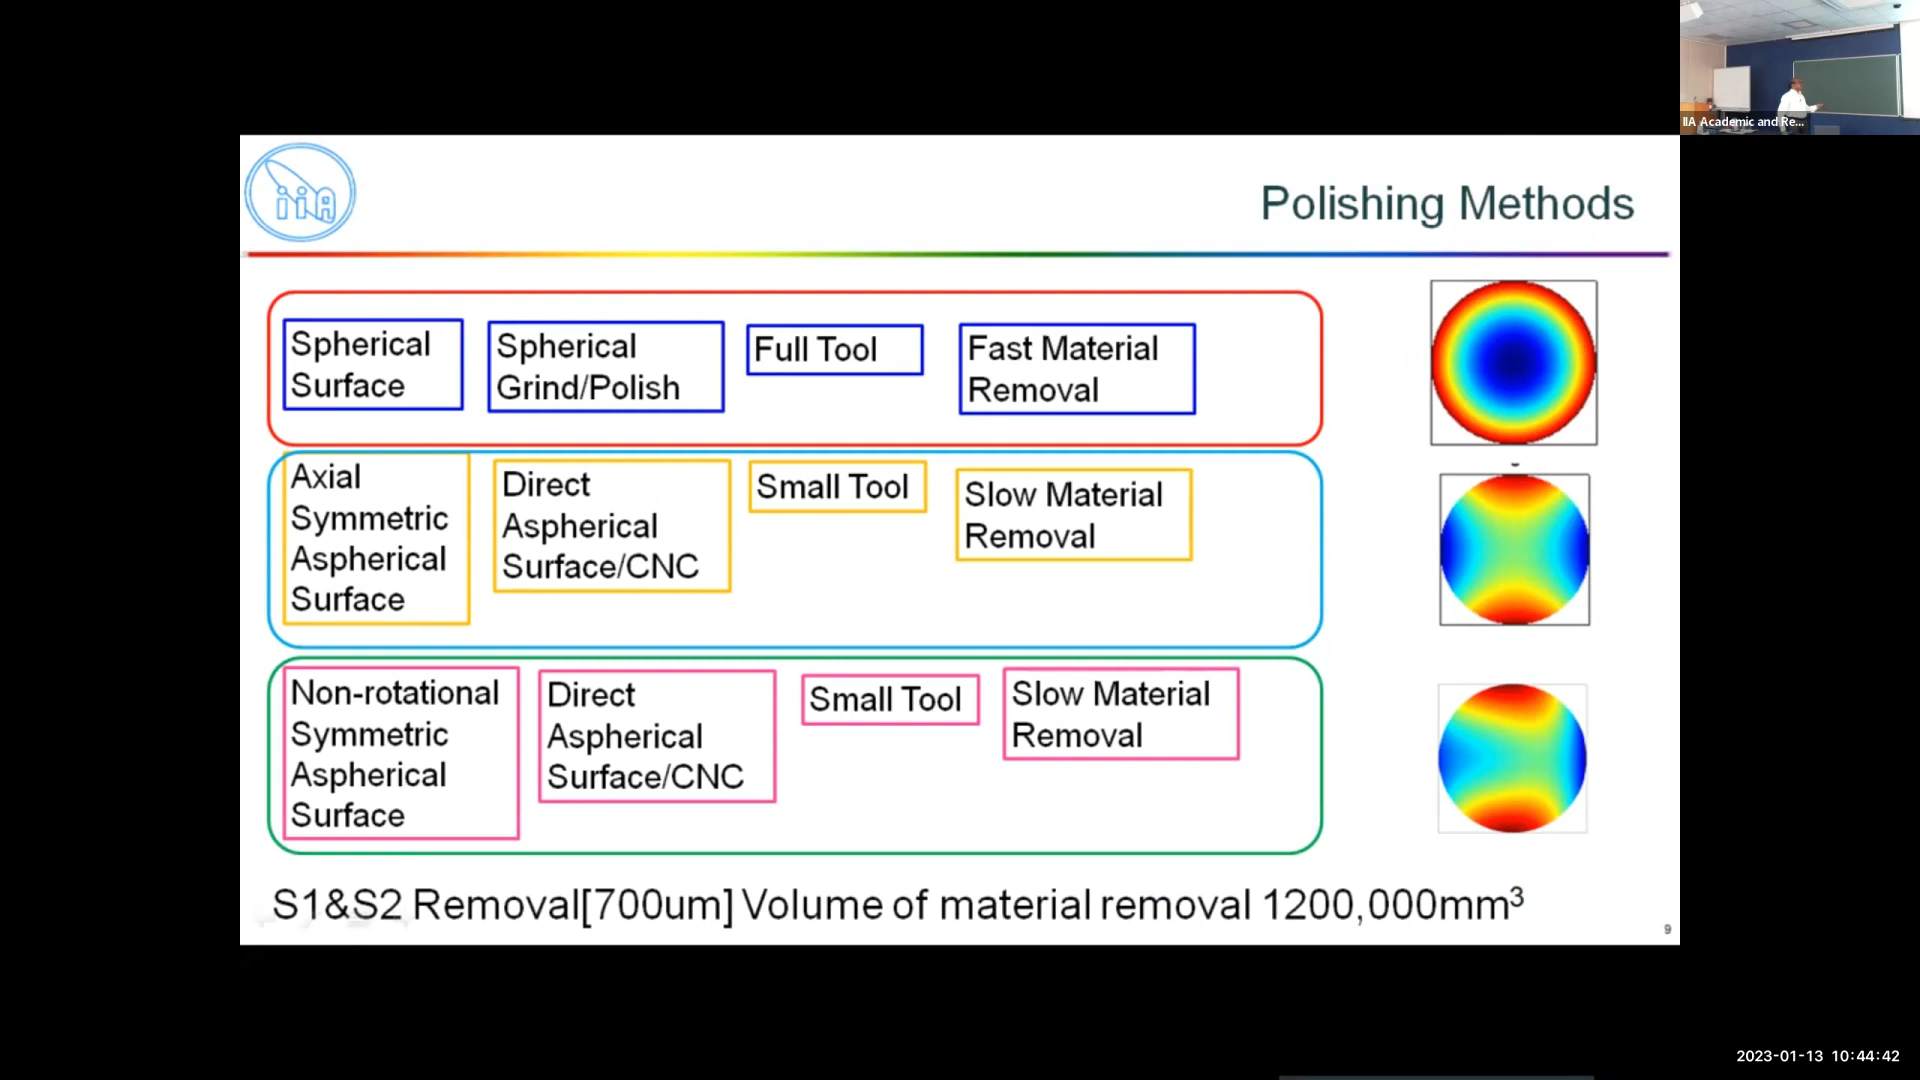 IIA Academic and Re...
iiA
Polishing Methods
Spherical
Surface
Spherical
Grind/Polish
Full Tool
Fast Material
Removal
Axial
Symmetric
Aspherical
Surface
Direct
Aspherical
Surface/CNC
Small Tool
Slow Material
Removal
Non-rotational
Symmetric
Aspherical
Surface
Direct
Aspherical
Surface/CNC
Small Tool
Slow Material
Removal
S1&S2 Removal[700um] Volume of material removal 1200,000mm³
9
2023-01-13 10:44:42